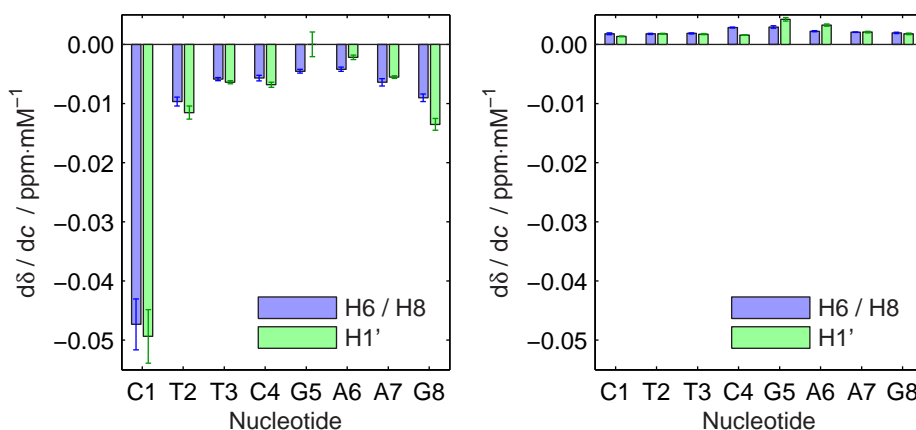 0.00
−0.01
−0.02
−0.03
−0.04
−0.05
dδ / dc / ppm·mM−1
H6 / H8
H1’
C1 T2 T3 C4 G5 A6 A7 G8
Nucleotide
0.00
−0.01
−0.02
−0.03
−0.04
−0.05
dδ / dc / ppm·mM−1
H6 / H8
H1’
C1 T2 T3 C4 G5 A6 A7 G8
Nucleotide